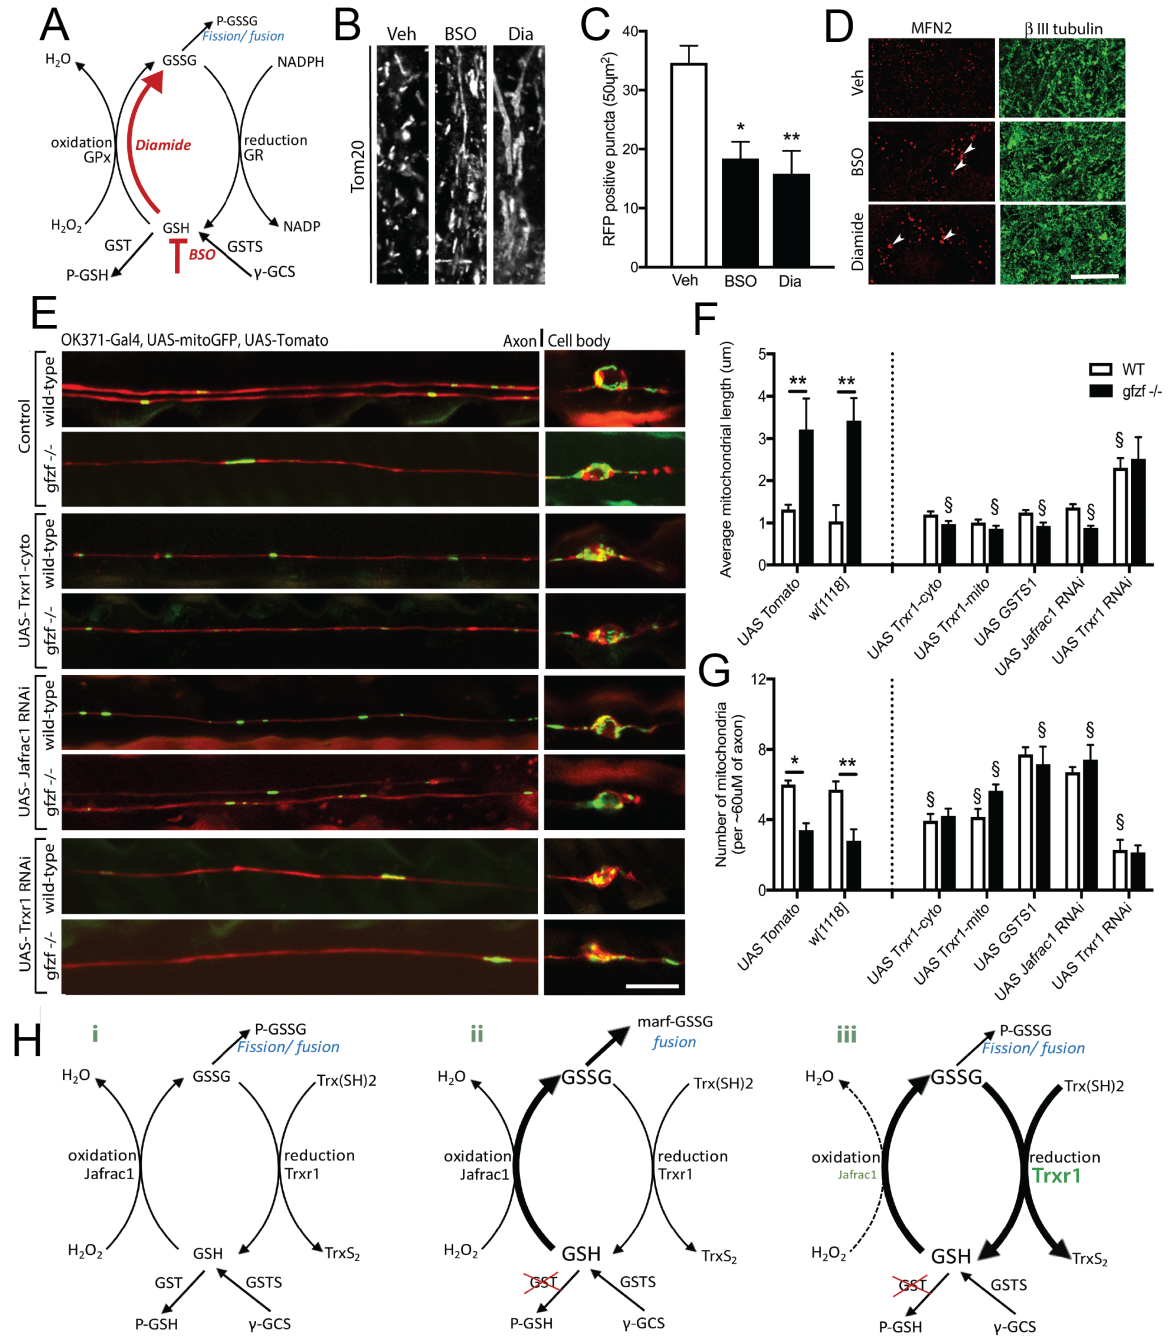 A
P-GSSG
Fission/ fusion
H₂O
GSSG
NADPH
oxidation
GPx
Diamide
reduction
GR
H₂O₂
GSH
NADP
GST
BSO
GSTS
P-GSH
γ-GCS
B
Veh BSO Dia
Tom20
C
RFP positive puncta (50µm²)
40
30
20
10
0
*
**
Veh BSO Dia
D
MFN2 β III tubulin
Veh
BSO
Diamide
E
OK371-Gal4, UAS-mitoGFP, UAS-Tomato Axon Cell body
Control
wild-type
gfzf -/-
UAS- Trxr1-cyto
wild-type
gfzf -/-
UAS- Jafrac1 RNAi
wild-type
gfzf -/-
UAS- Trxr1 RNAi
wild-type
gfzf -/-
F
Average mitochondrial length (um)
5
4
3
2
1
0
WT
gfzf -/-
** **
§ § § § §
UAS Tomato
w[1118]
UAS Trxr1-cyto
UAS Trxr1-mito
UAS GSTS1
UAS Jafrac1 RNAi
UAS Trxr1 RNAi
G
Number of mitochondria
(per ~60uM of axon)
12
8
4
0
* **
§ § § § § §
UAS Tomato
w[1118]
UAS Trxr1-cyto
UAS Trxr1-mito
UAS GSTS1
UAS Jafrac1 RNAi
UAS Trxr1 RNAi
H
i
P-GSSG
Fission/ fusion
H₂O
GSSG
Trx(SH)2
oxidation
Jafrac1
reduction
Trxr1
H₂O₂
GSH
TrxS₂
GST
GSTS
P-GSH
γ-GCS
ii
marf-GSSG
fusion
H₂O
GSSG
Trx(SH)2
oxidation
Jafrac1
reduction
Trxr1
H₂O₂
GSH
TrxS₂
GST
GSTS
P-GSH
γ-GCS
iii
P-GSSG
Fission/ fusion
H₂O
GSSG
Trx(SH)2
oxidation
Jafrac1
reduction
Trxr1
H₂O₂
GSH
TrxS₂
GST
GSTS
P-GSH
γ-GCS